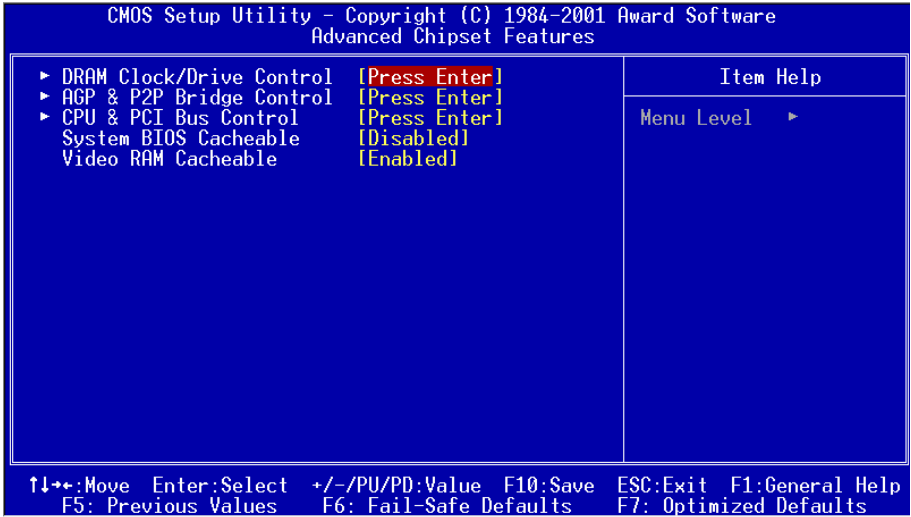 CMOS Setup Utility - Copyright (C) 1984-2001 Award Software
Advanced Chipset Features
► DRAM Clock/Drive Control [Press Enter]
► AGP & P2P Bridge Control [Press Enter]
► CPU & PCI Bus Control [Press Enter]
System BIOS Cacheable [Disabled]
Video RAM Cacheable [Enabled]
Item Help
Menu Level ►
↑↓→←:Move Enter:Select +/-/PU/PD:Value F10:Save ESC:Exit F1:General Help
F5: Previous Values F6: Fail-Safe Defaults F7: Optimized Defaults